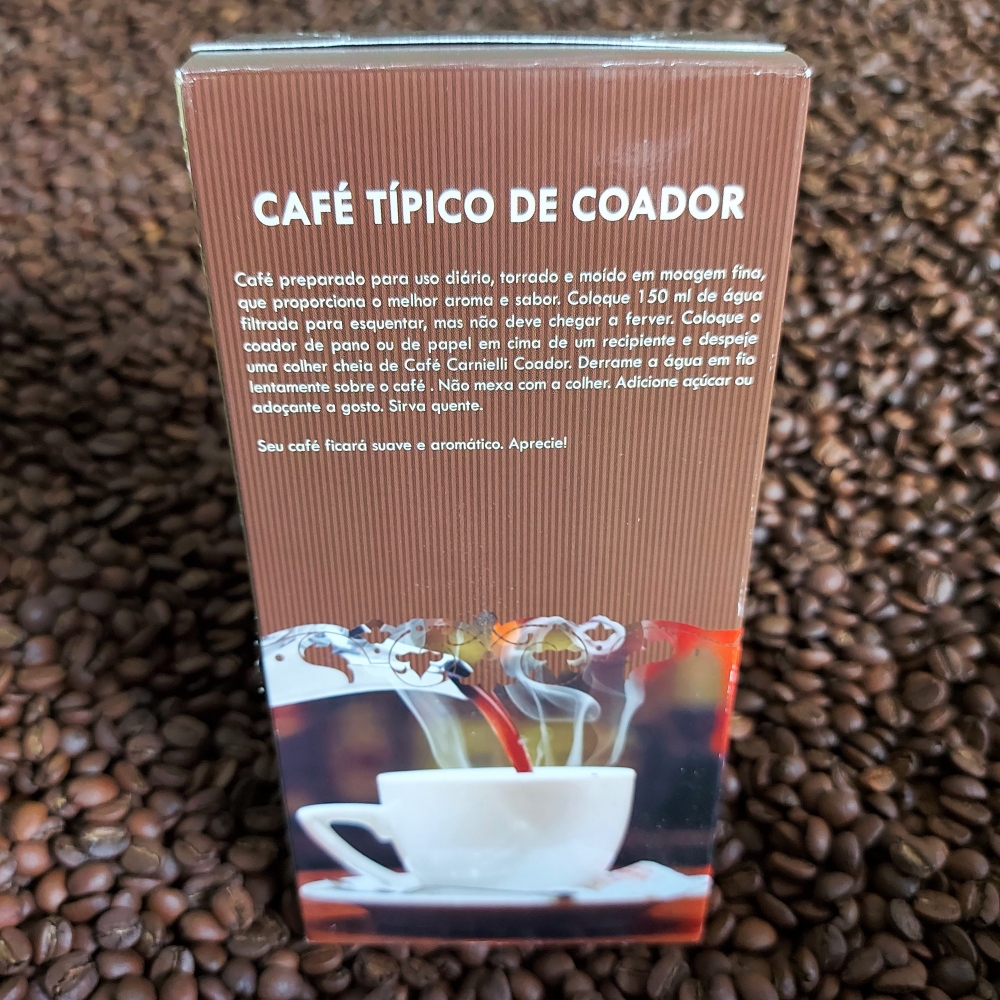 CAFÉ TÍPICO DE COADOR
Café preparado para uso diário, torrado e moído em moagem fina,
que proporciona o melhor aroma e sabor. Coloque 150 ml de água
filtrada para esquentar, mas não deve chegar a ferver. Coloque o
coador de pano ou de papel em cima de um recipiente e despeje
uma colher cheia de Café Carnielli Coador. Derrame a água em fio
lentamente sobre o café . Não mexa com a colher. Adicione açúcar ou
adoçante a gosto. Sirva quente.
Seu café ficará suave e aromático. Aprecie!